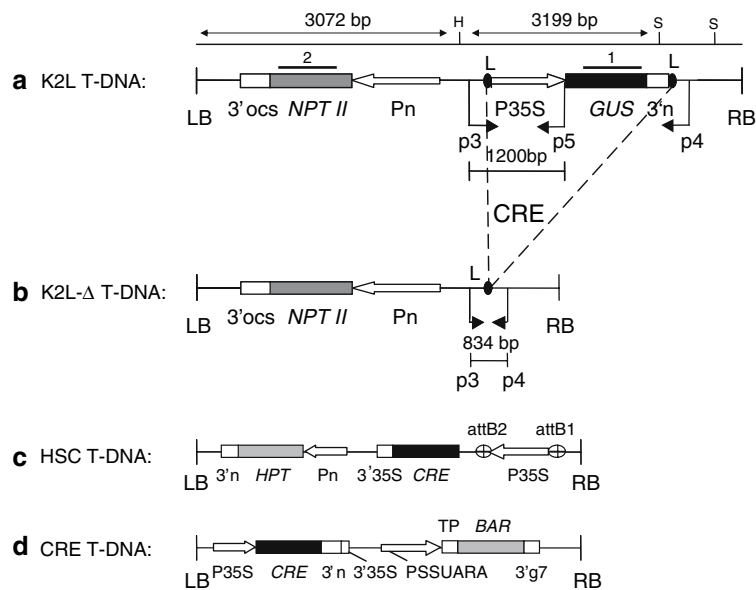 3072 bp H 3199 bp S S
2 L 1 L
a K2L T-DNA:
3'ocs NPT II Pn P35S GUS 3'n
LB RB
p3 p5 p4
1200bp
CRE
L
b K2L-Δ T-DNA:
3'ocs NPT II Pn
LB RB
834 bp
p3 p4
attB2 attB1
c HSC T-DNA:
3'n HPT Pn 3'35S CRE P35S
LB RB
TP BAR
d CRE T-DNA:
P35S CRE 3'n 3'35S PSSUARA 3'g7
LB RB